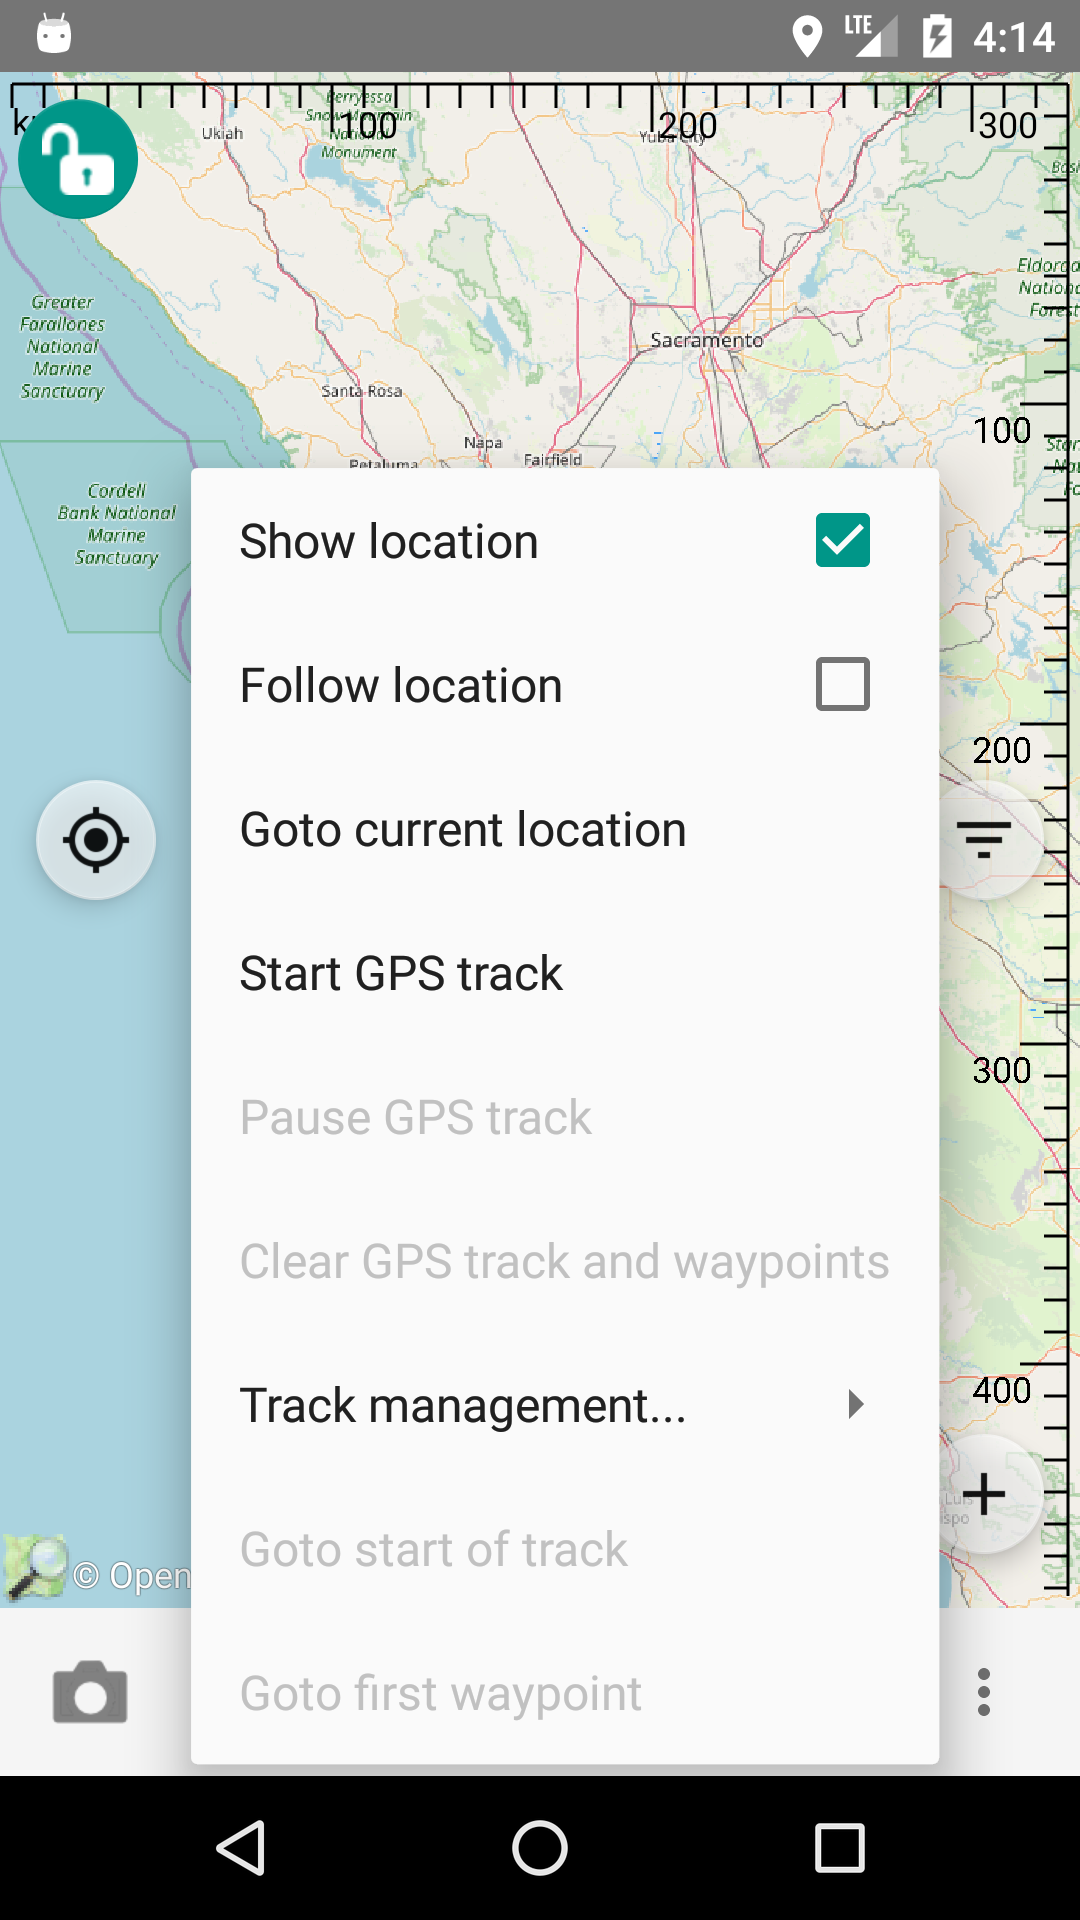 LTE 4:14
100 200 300
Berryessa
Snow Mountain
National
Monument
Ukiah
Yuba City
Greater
Farallones
National
Marine
Sanctuary
Eldorado
National
Forest
Sacramento
Santa Rosa
100
Napa
Fairfield
Petaluma
Cordell
Bank National
Marine
Sanctuary
Show location
Follow location
200
Goto current location
Start GPS track
300
Pause GPS track
Clear GPS track and waypoints
Track management...
400
Luis
Goto start of track
© Open
Goto first waypoint